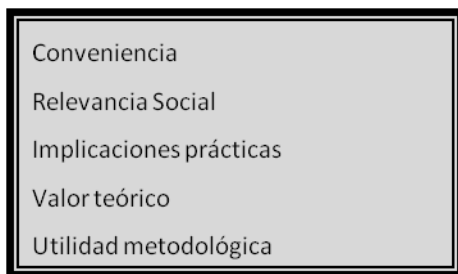 Conveniencia
Relevancia Social
Implicaciones prácticas
Valor teórico
Utilidad metodológica